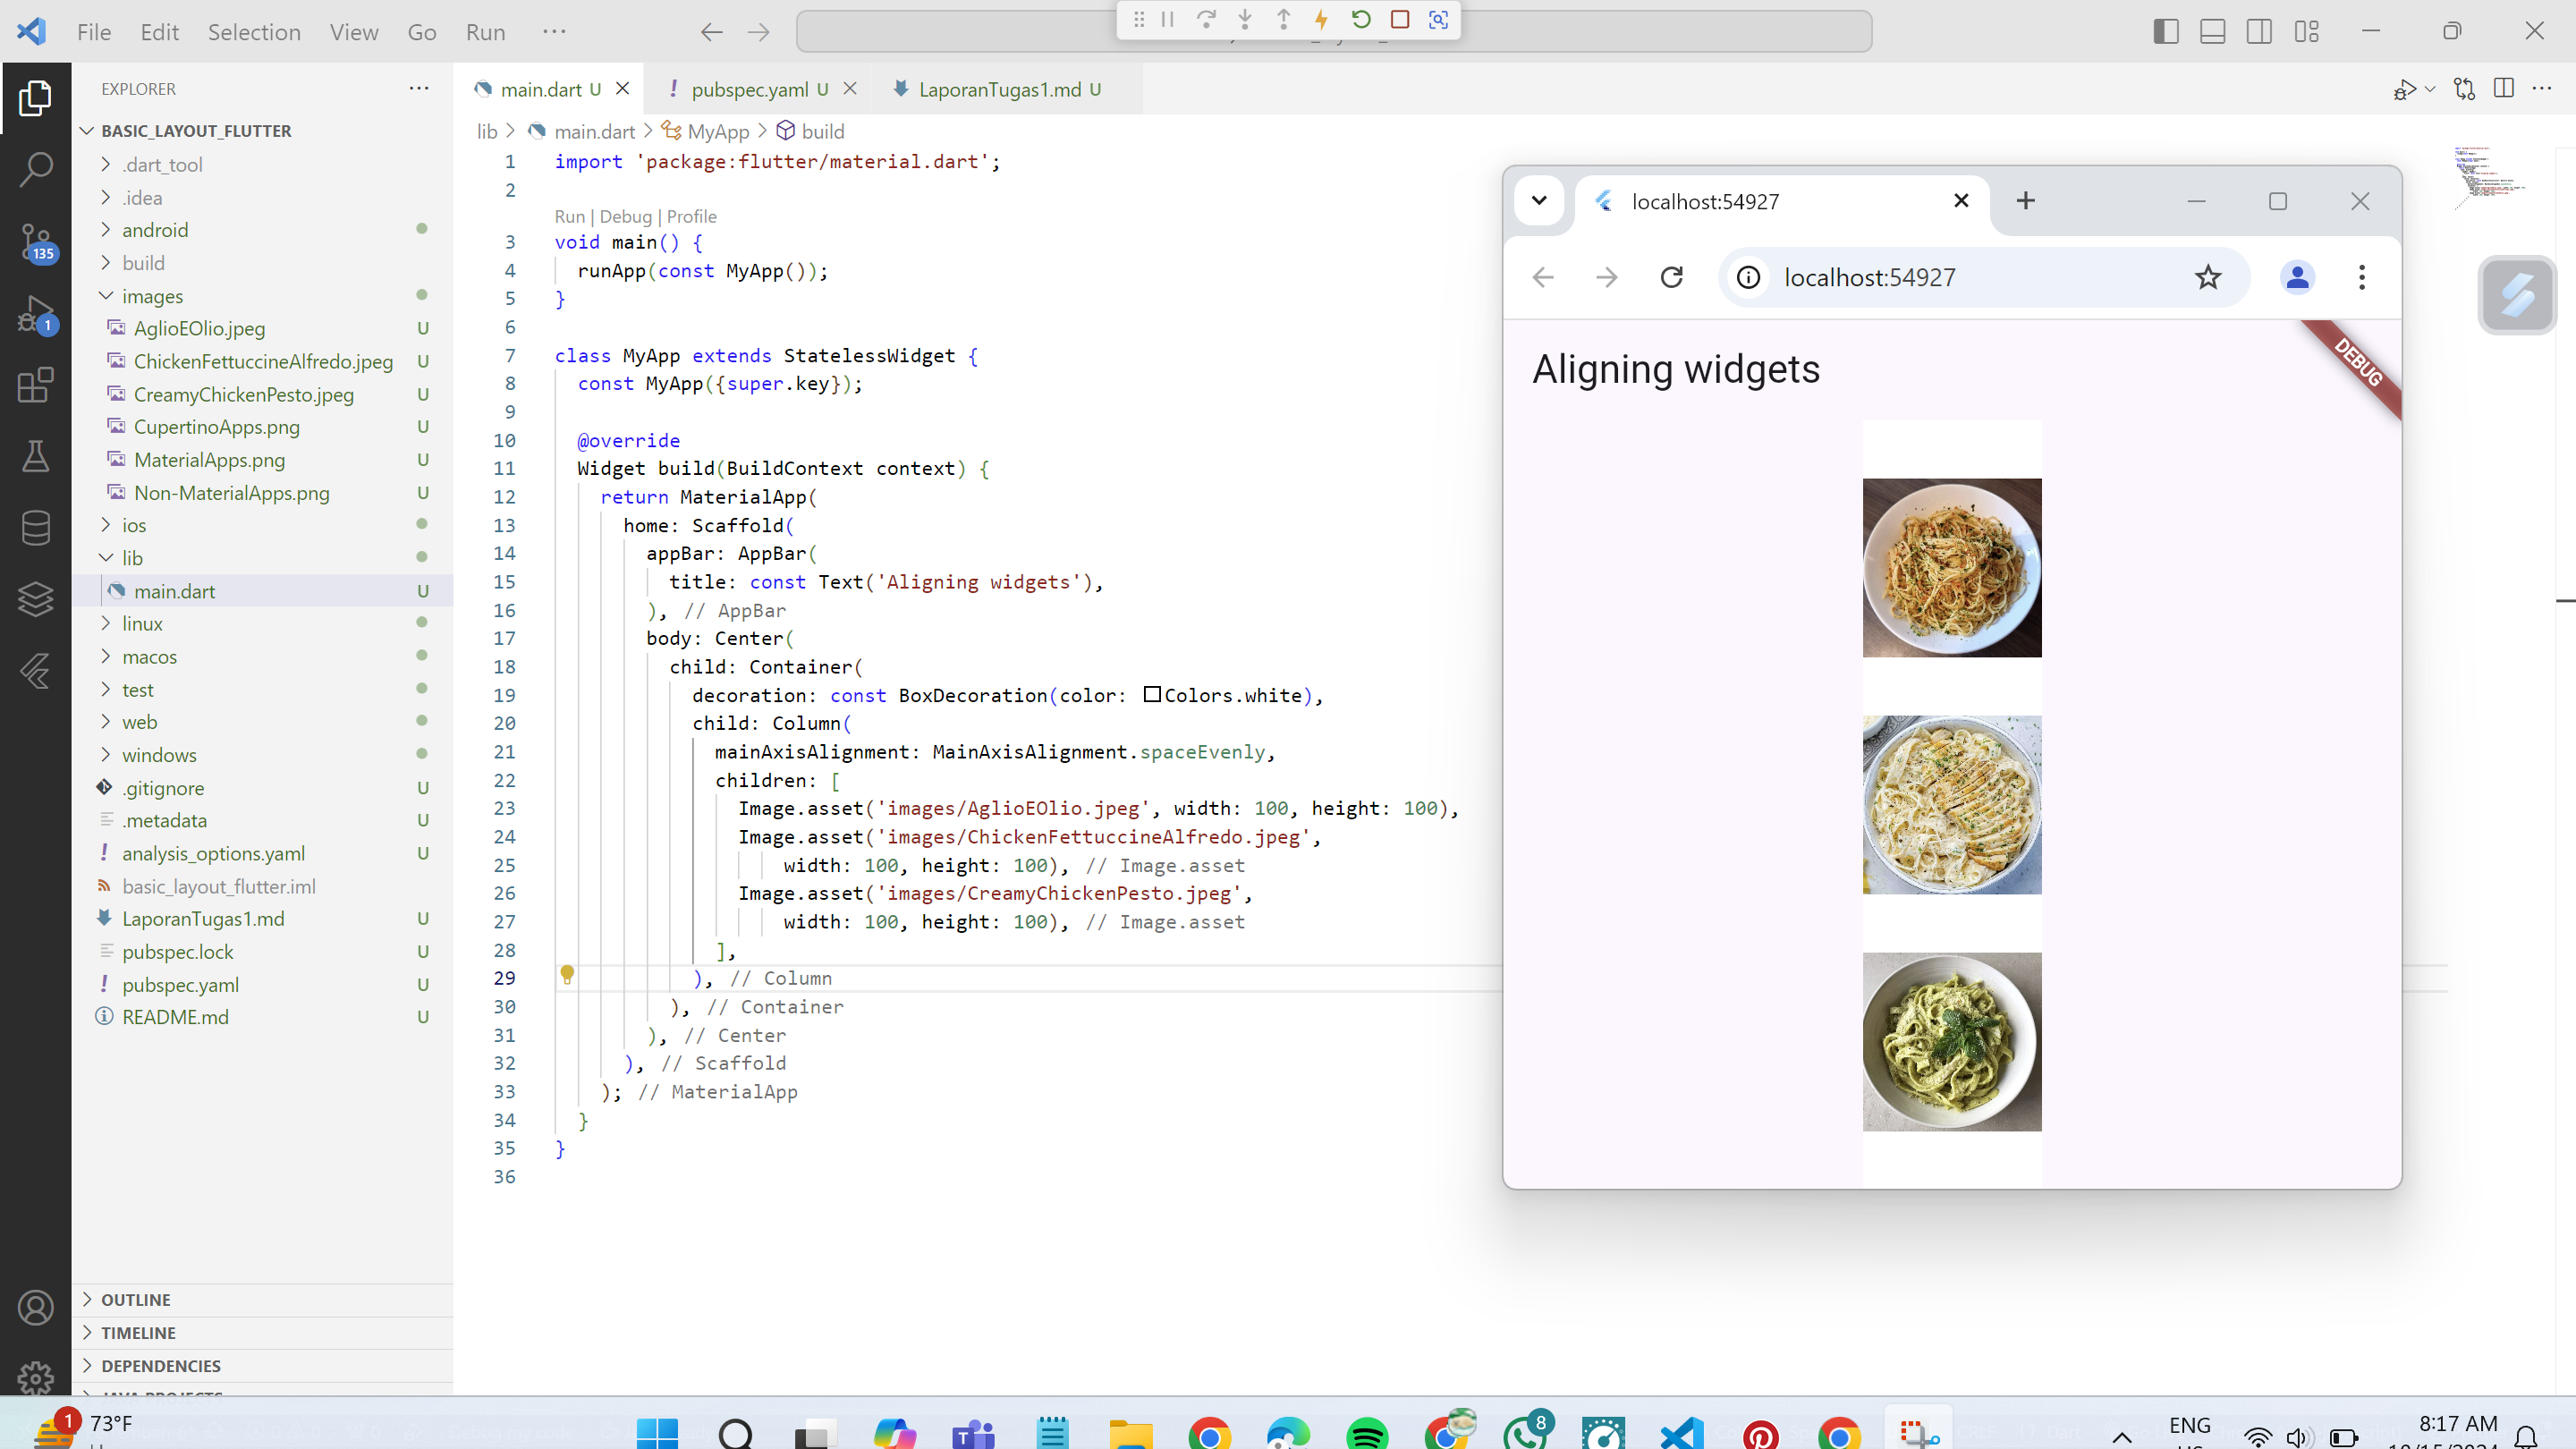 File Edit Selection View Go Run ...
EXPLORER
main.dart U
! pubspec.yaml U
LaporanTugas1.md U
BASIC_LAYOUT_FLUTTER
lib > main.dart > MyApp > build
.dart_tool
.idea
android
135
build
images
AglioEOlio.jpeg U
1
ChickenFettuccineAlfredo.jpeg U
CreamyChickenPesto.jpeg U
CupertinoApps.png U
MaterialApps.png U
Non-MaterialApps.png U
ios
lib
main.dart U
linux
macos
test
web
windows
.gitignore U
.metadata U
! analysis_options.yaml U
basic_layout_flutter.iml
LaporanTugas1.md U
pubspec.lock U
! pubspec.yaml U
README.md U
OUTLINE
TIMELINE
DEPENDENCIES
1 import 'package:flutter/material.dart';
2
Run | Debug | Profile
3 void main() {
4 runApp(const MyApp());
5 }
6
7 class MyApp extends StatelessWidget {
8 const MyApp({super.key});
9
10 @override
11 Widget build(BuildContext context) {
12 return MaterialApp(
13 home: Scaffold(
14 appBar: AppBar(
15 title: const Text('Aligning widgets'),
16 ), // AppBar
17 body: Center(
18 child: Container(
19 decoration: const BoxDecoration(color: Colors.white),
20 child: Column(
21 mainAxisAlignment: MainAxisAlignment.spaceEvenly,
22 children: [
23 Image.asset('images/AglioEOlio.jpeg', width: 100, height: 100),
24 Image.asset('images/ChickenFettuccineAlfredo.jpeg',
25 width: 100, height: 100), // Image.asset
26 Image.asset('images/CreamyChickenPesto.jpeg',
27 width: 100, height: 100), // Image.asset
28 ],
29 ), // Column
30 ), // Container
31 ), // Center
32 ), // Scaffold
33 ); // MaterialApp
34 }
35 }
36
localhost:54927
localhost:54927
Aligning widgets
DEBUG
1 73°F
8
ENG
8:17 AM